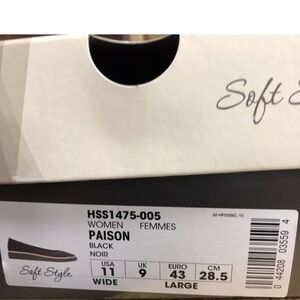 Soft S
HSS1475-005
WOMEN FEMMES
PAISON
BLACK
NOIR
USA UK EURO CM
11 9 43 28.5
WIDE LARGE
Soft Style
0 44208 03559 4